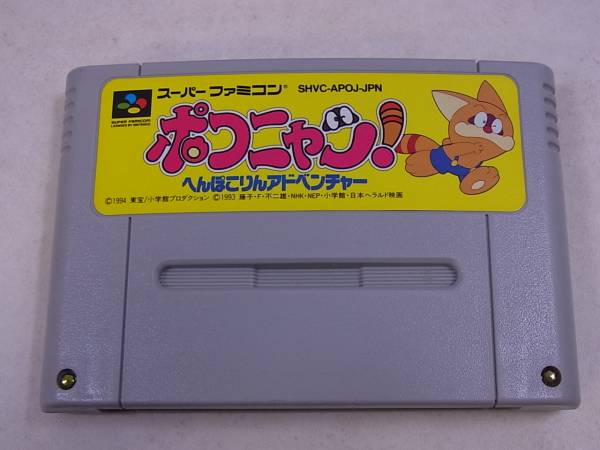 スーパー ファミコン® SHVC-APOJ-JPN
SUPER FAMICOM
LICENSED BY NINTENDO
ポコニャン!
へんぽこりんアドベンチャー
©1994 東宝/小学館プロダクション ©1993 藤子・F・不二雄・NHK・NEP・小学館・日本ヘラルド映画